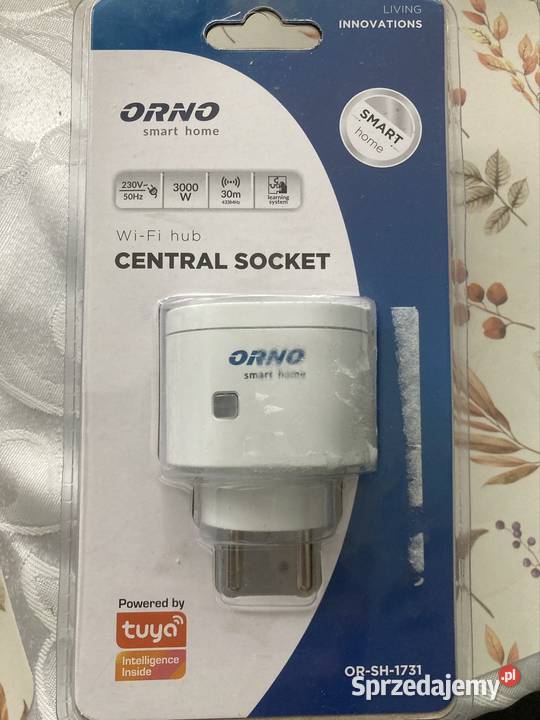 LIVING
INNOVATIONS
ORNO
smart home
SMART
home
230V~
50Hz
3000
W
30m
433MHz
learning
system
Wi-Fi hub
CENTRAL SOCKET
ORNO
smart home
Powered by
tuya
Intelligence
Inside
OR-SH-1731
Sprzedajemy.pl